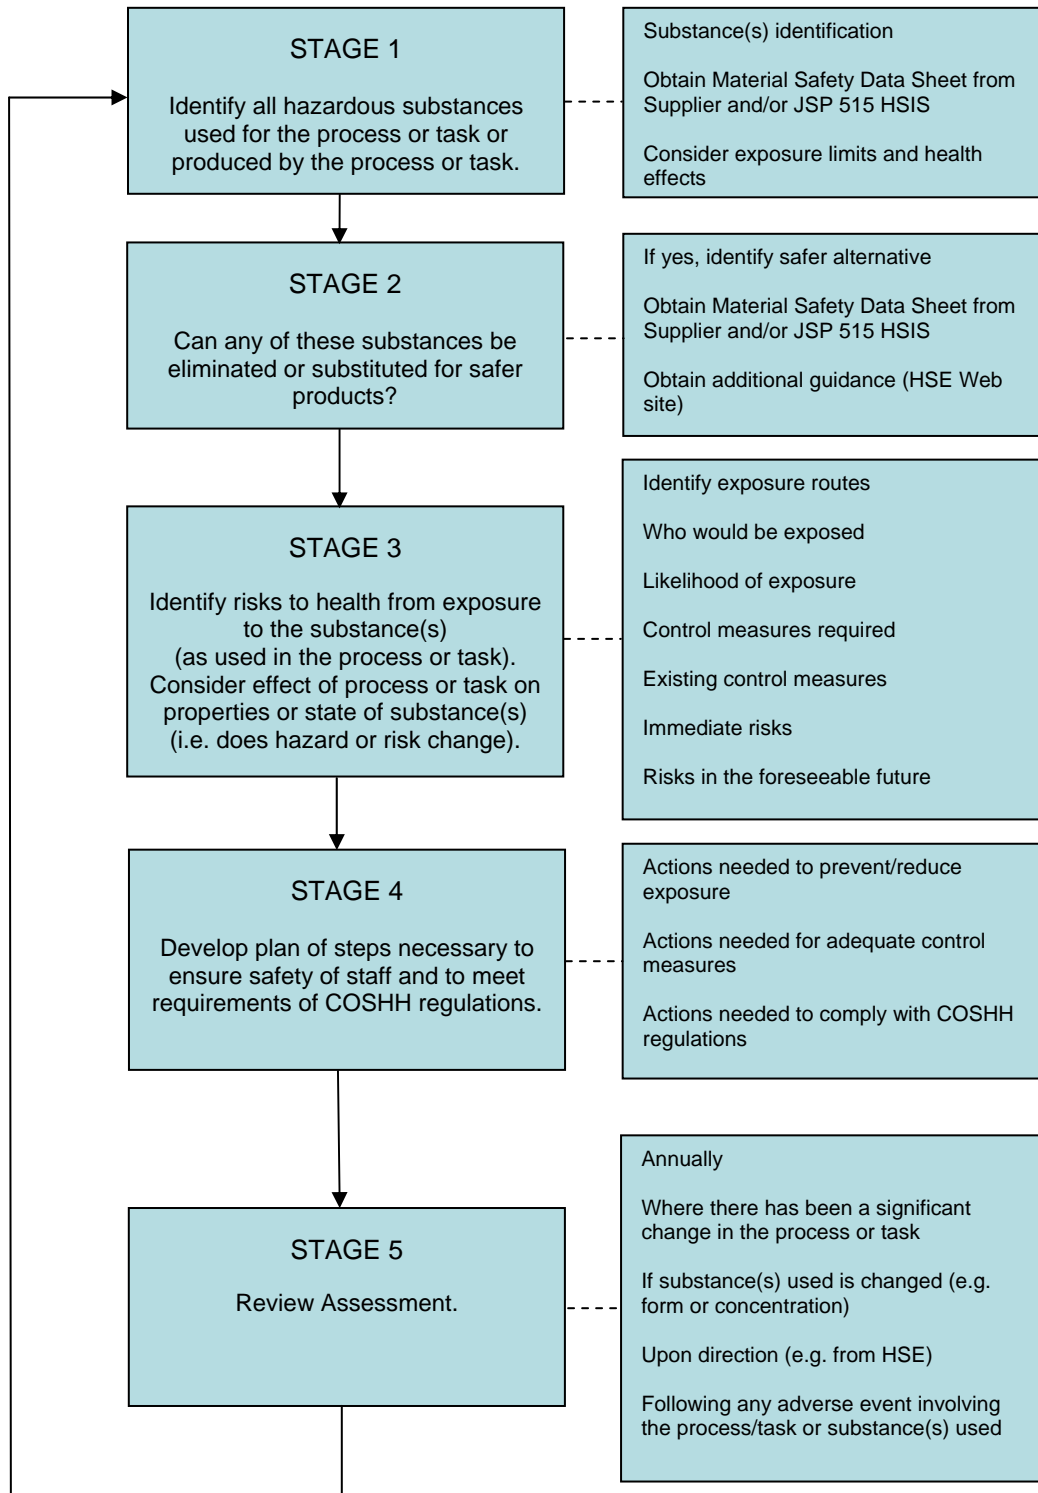 STAGE 1
Identify all hazardous substances
used for the process or task or
produced by the process or task.
Substance(s) identification
Obtain Material Safety Data Sheet from
Supplier and/or JSP 515 HSIS
Consider exposure limits and health
effects
STAGE 2
Can any of these substances be
eliminated or substituted for safer
products?
If yes, identify safer alternative
Obtain Material Safety Data Sheet from
Supplier and/or JSP 515 HSIS
Obtain additional guidance (HSE Web
site)
STAGE 3
Identify risks to health from exposure
to the substance(s)
(as used in the process or task).
Consider effect of process or task on
properties or state of substance(s)
(i.e. does hazard or risk change).
Identify exposure routes
Who would be exposed
Likelihood of exposure
Control measures required
Existing control measures
Immediate risks
Risks in the foreseeable future
STAGE 4
Develop plan of steps necessary to
ensure safety of staff and to meet
requirements of COSHH regulations.
Actions needed to prevent/reduce
exposure
Actions needed for adequate control
measures
Actions needed to comply with COSHH
regulations
STAGE 5
Review Assessment.
Annually
Where there has been a significant
change in the process or task
If substance(s) used is changed (e.g.
form or concentration)
Upon direction (e.g. from HSE)
Following any adverse event involving
the process/task or substance(s) used